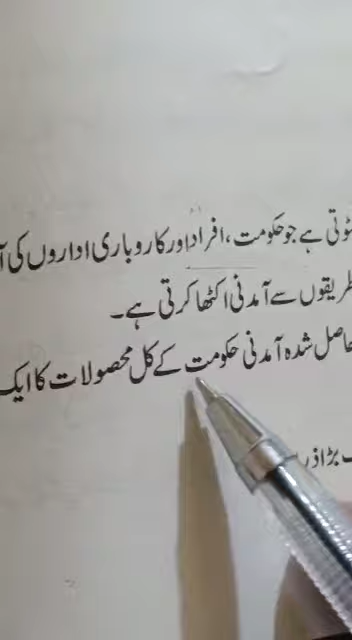 ہے جو حکومت، افراد اور کاروباری اداروں کی
طریقوں سے آمدنی اکٹھا کرتی ہے۔
حاصل شدہ آمدنی حکومت کے کل محصولات کا ایک
بڑا